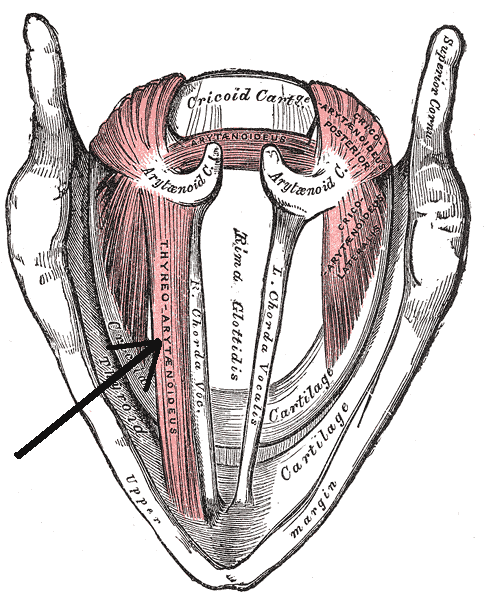 Superior Cornu
Cricoid Cartge
ARYTÆNOIDEUS
CRICO
ARYTÆNOIDEUS
POSTERIOR
Arytænoid C.
Arytænoid C.
CRICO-
ARYTÆNOIDEUS
LATERALIS
THYREO-ARYTÆNOIDEUS
R. Chorda Voc.
Rima Glottidis
L. Chorda Vocalis
Cartilage
Thyroid
Cartilage
Upper
margin